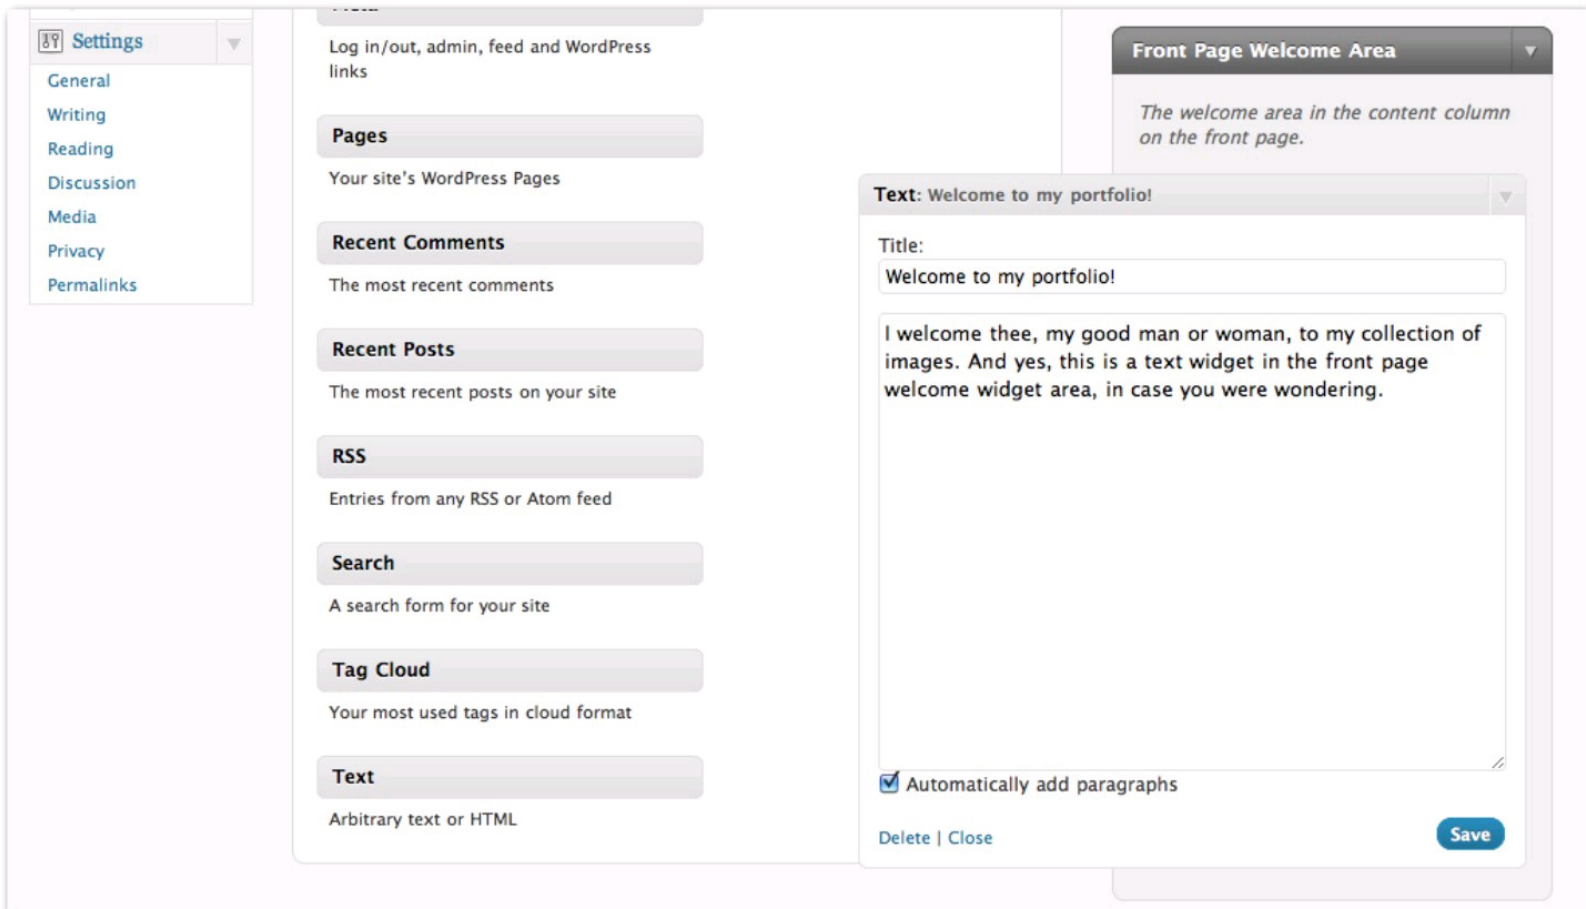 Settings
General
Writing
Reading
Discussion
Media
Privacy
Permalinks
Log in/out, admin, feed and WordPress
links
Pages
Your site's WordPress Pages
Recent Comments
The most recent comments
Recent Posts
The most recent posts on your site
RSS
Entries from any RSS or Atom feed
Search
A search form for your site
Tag Cloud
Your most used tags in cloud format
Text
Arbitrary text or HTML
Front Page Welcome Area
The welcome area in the content column
on the front page.
Text: Welcome to my portfolio!
Title:
Welcome to my portfolio!
I welcome thee, my good man or woman, to my collection of
images. And yes, this is a text widget in the front page
welcome widget area, in case you were wondering.
Automatically add paragraphs
Delete | Close
Save